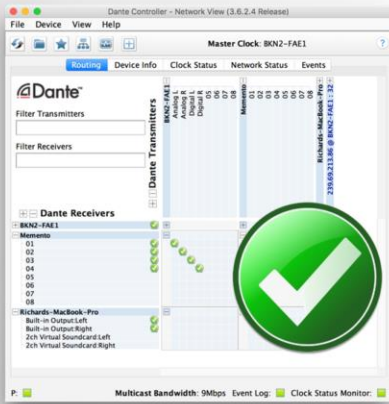 Dante Controller - Network View (3.6.2.4 Release)
File Device View Help
Master Clock: BKN2-FAE1
?
Routing Device Info Clock Status Network Status Events
Dante™
Filter Transmitters
Filter Receivers
Dante Transmitters
BKN2-FAE1
Analog L
Analog R
Digital L
Digital R
05
06
07
08
Memento
01
02
03
04
05
06
07
08
Richards-MacBook-Pro
239.69.213.86 @ BKN2-FAE1 : 32
Dante Receivers
BKN2-FAE1
Memento
01
02
03
04
05
06
07
08
Richards-MacBook-Pro
Built-in Output:Left
Built-in Output:Right
2ch Virtual Soundcard:Left
2ch Virtual Soundcard:Right
P: Multicast Bandwidth: 9Mbps Event Log: Clock Status Monitor: